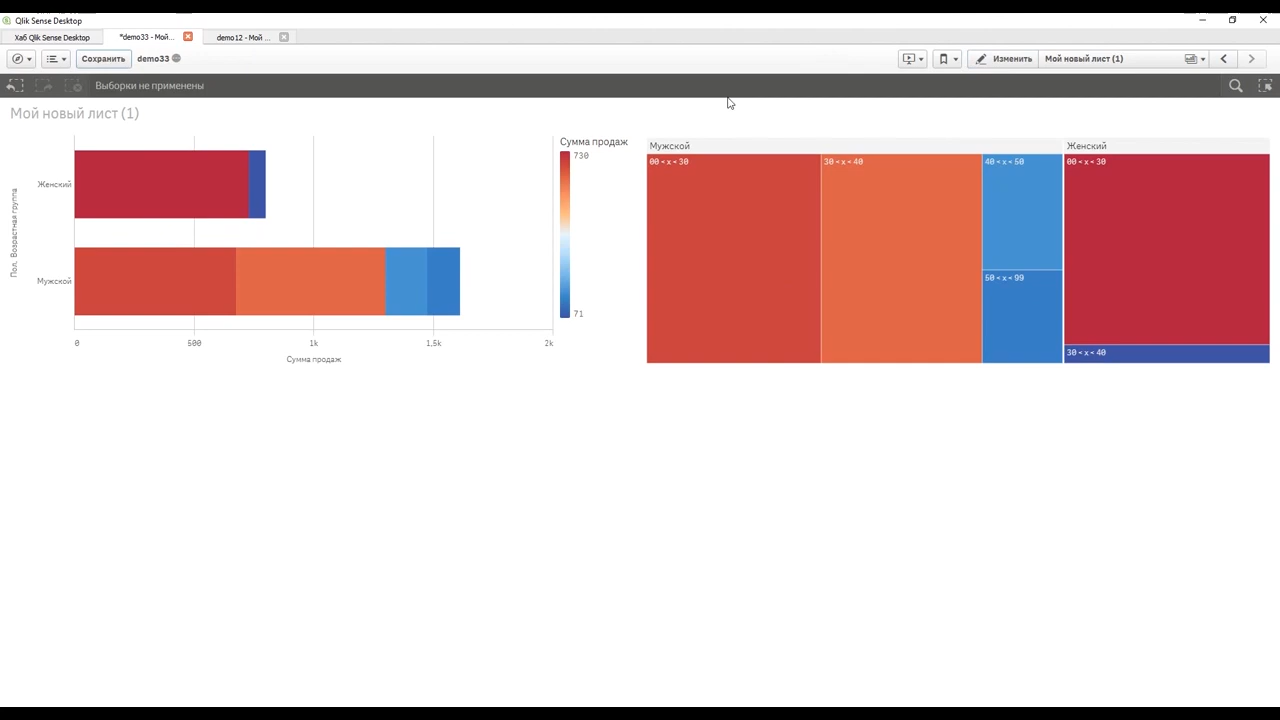 Qlik Sense Desktop
Хаб Qlik Sense Desktop
*demo33 - Мой...
demo12 - Мой ...
Сохранить
demo33
Изменить
Мой новый лист (1)
Выборки не применены
Мой новый лист (1)
Пол, Возрастная группа
Женский
Мужской
0
500
1k
1,5k
2k
Сумма продаж
Сумма продаж
730
71
Мужской
Женский
00 < x < 30
30 < x < 40
40 < x < 50
50 < x < 99
00 < x < 30
30 < x < 40